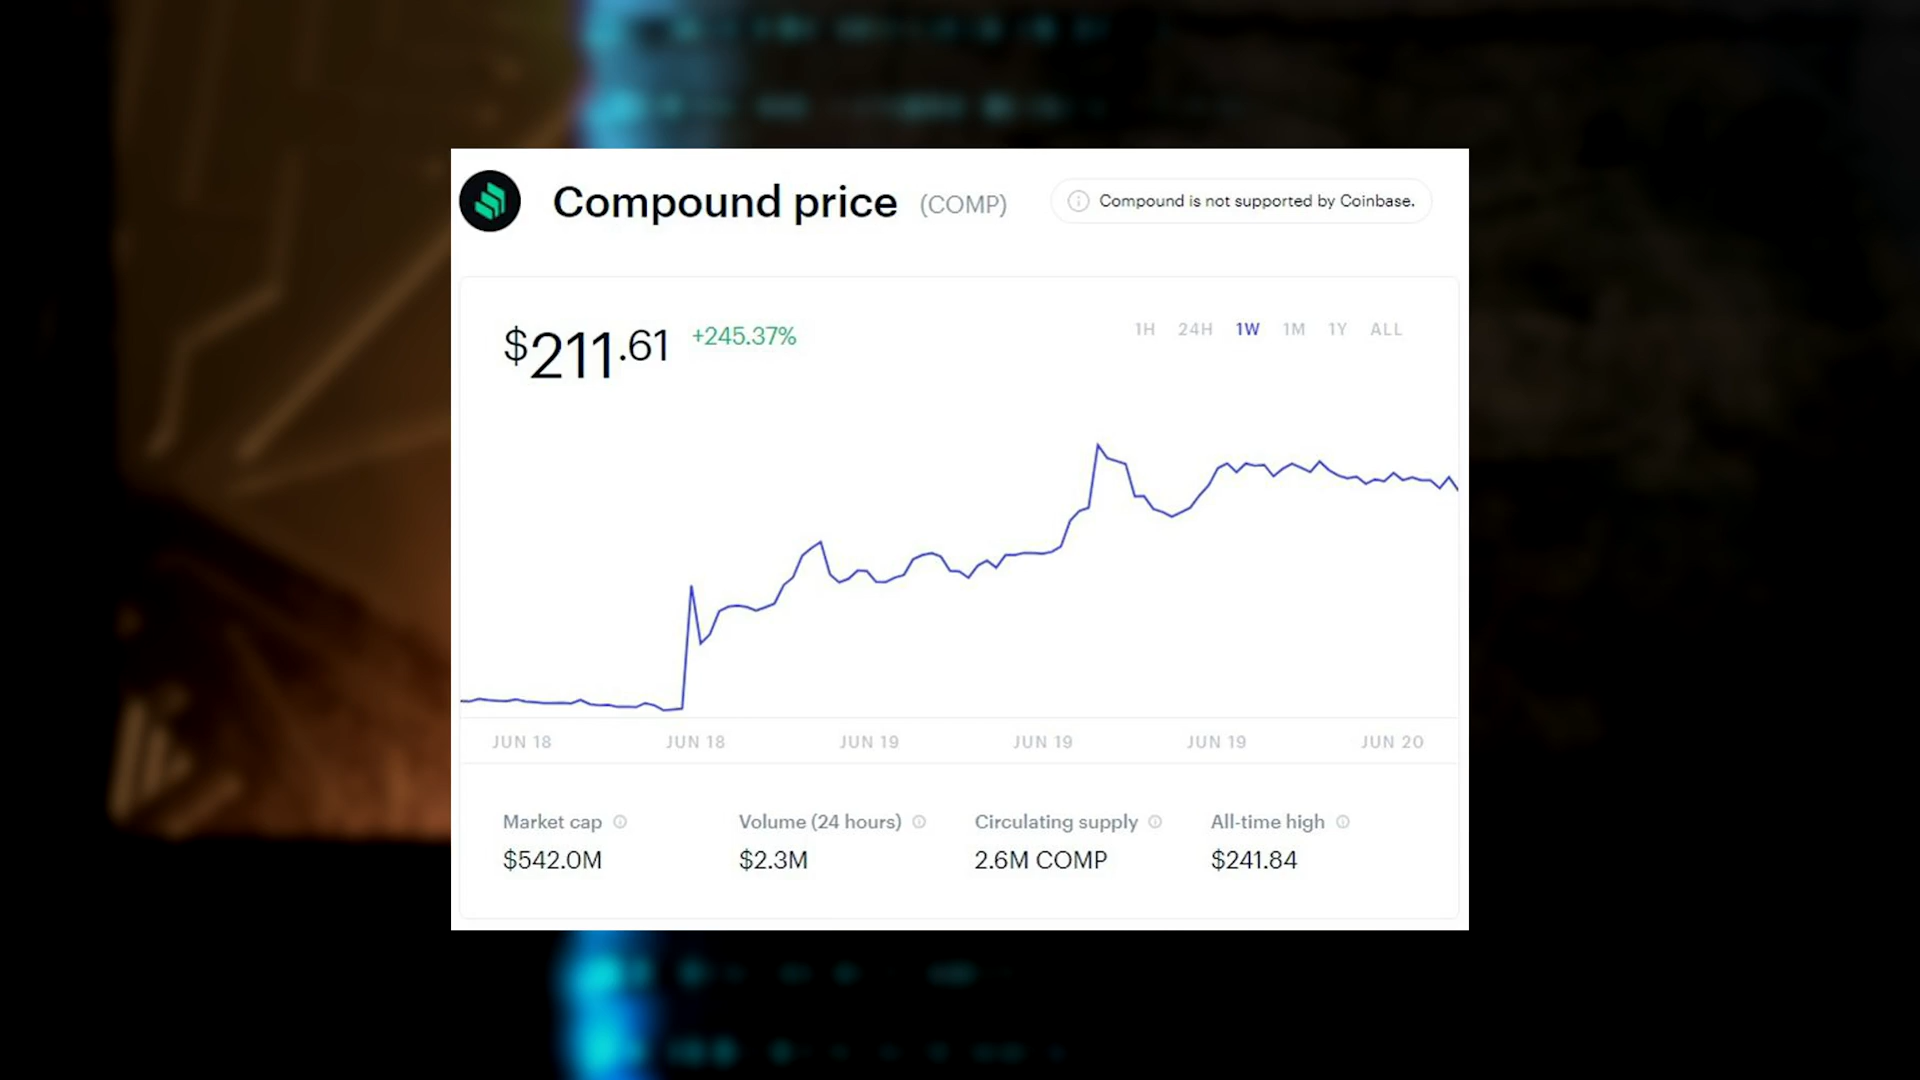 Compound price (COMP)
Compound is not supported by Coinbase.
$211.61 +245.37%
1H 24H 1W 1M 1Y ALL
JUN 18 JUN 18 JUN 19 JUN 19 JUN 19 JUN 20
Market cap Volume (24 hours) Circulating supply All-time high
$542.0M $2.3M 2.6M COMP $241.84